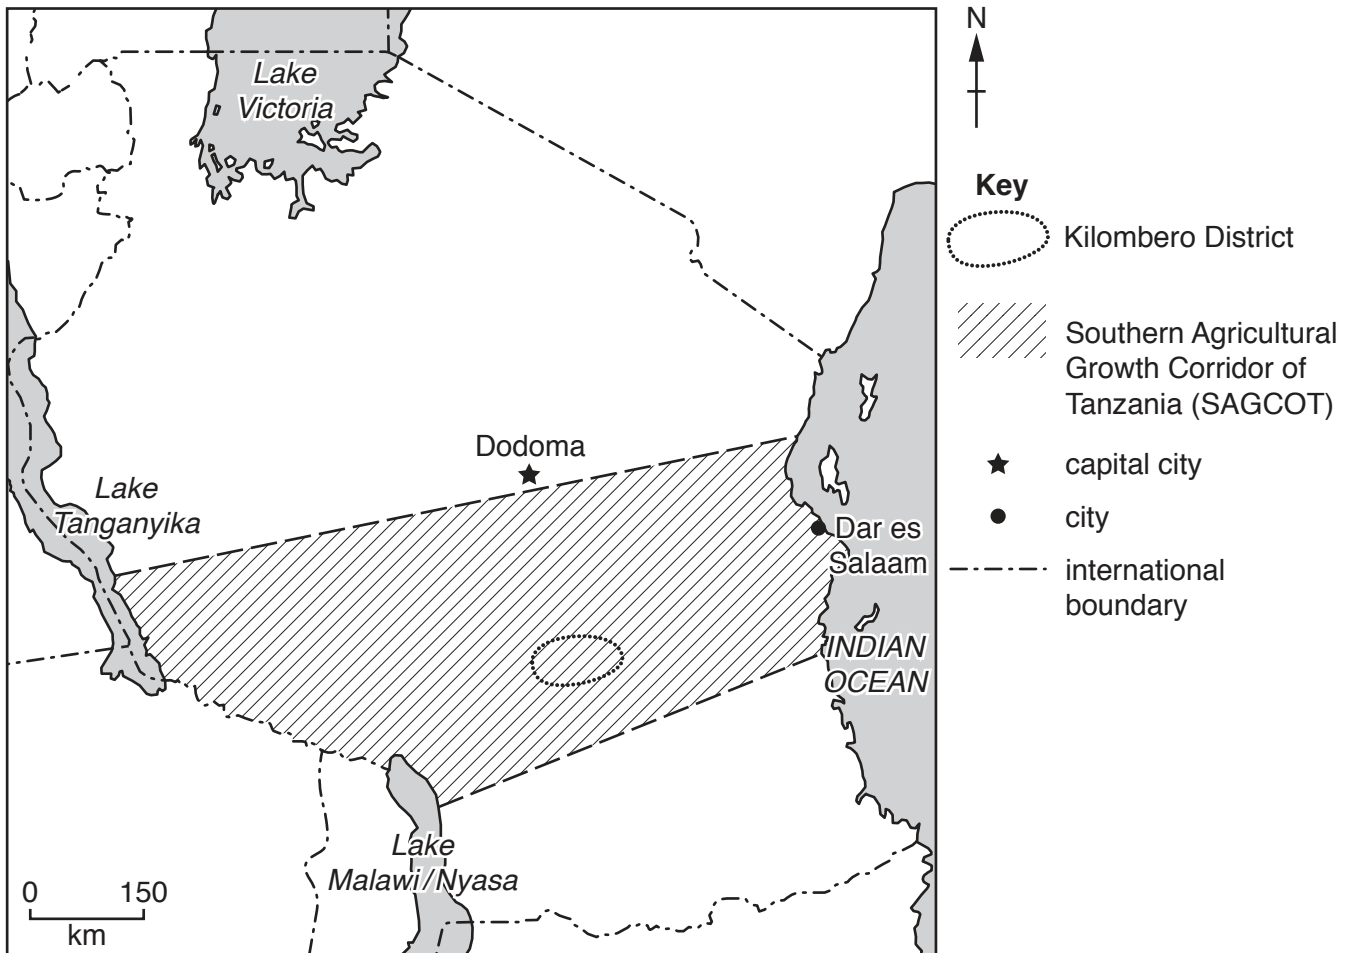 N
Lake
Victoria
Key
Kilombero District
Southern Agricultural
Growth Corridor of
Tanzania (SAGCOT)
Dodoma
capital city
Lake
Tanganyika
city
Dar es
Salaam
international
boundary
INDIAN
OCEAN
Lake
Malawi/Nyasa
0 150
km